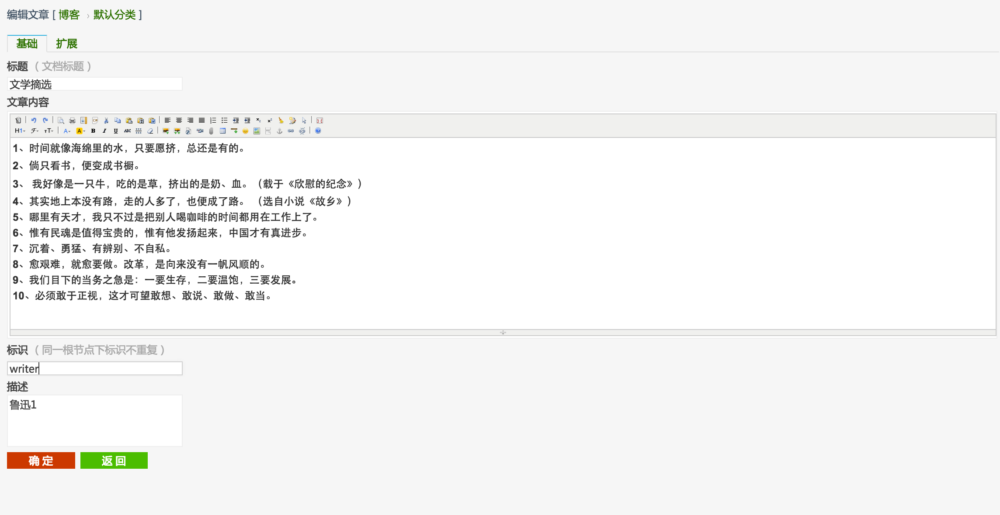 编辑文章 [ 博客 › 默认分类 ]
基础 扩展
标题 （ 文档标题 ）
文学摘选
文章内容
H1 F TT A A B I U ABC
1、时间就像海绵里的水，只要愿挤，总还是有的。
2、倘只看书，便变成书橱。
3、 我好像是一只牛，吃的是草，挤出的是奶、血。（载于《欣慰的纪念》）
4、其实地上本没有路，走的人多了，也便成了路。 （选自小说《故乡》）
5、哪里有天才，我只不过是把别人喝咖啡的时间都用在工作上了。
6、惟有民魂是值得宝贵的，惟有他发扬起来，中国才有真进步。
7、沉着、勇猛、有辨别、不自私。
8、愈艰难，就愈要做。改革，是向来没有一帆风顺的。
9、我们目下的当务之急是：一要生存，二要温饱，三要发展。
10、必须敢于正视，这才可望敢想、敢说、敢做、敢当。
标识 （ 同一根节点下标识不重复 ）
writer
描述
鲁迅1
确 定 返 回